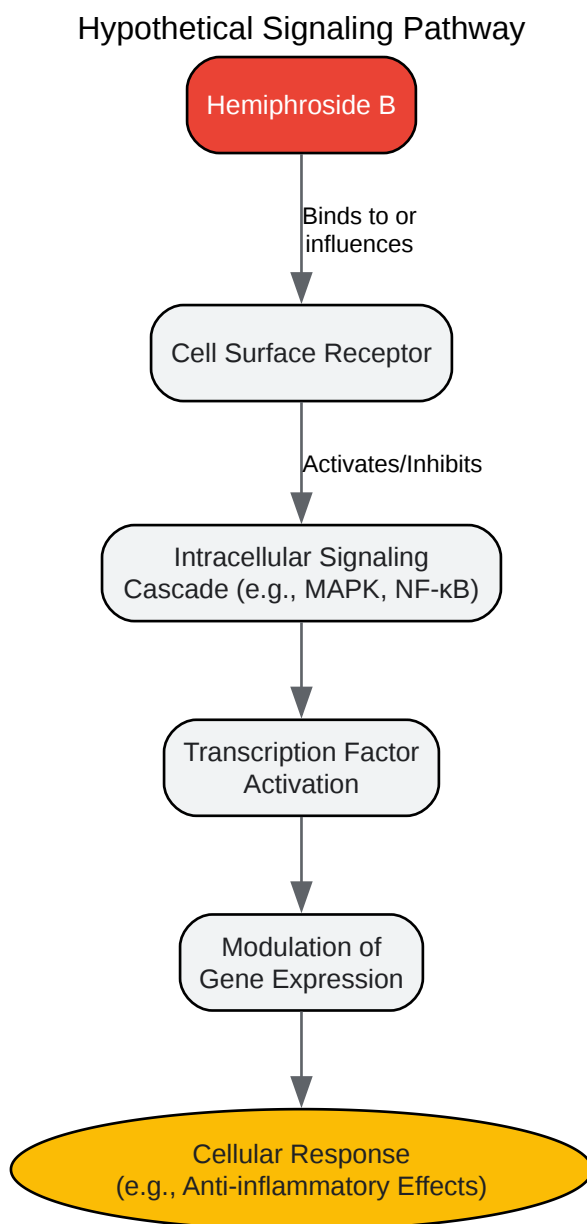 Hypothetical Signaling Pathway
Hemiphroside B
Binds to or
influences
Cell Surface Receptor
Activates/Inhibits
Intracellular Signaling
Cascade (e.g., MAPK, NF-κB)
Transcription Factor
Activation
Modulation of
Gene Expression
Cellular Response
(e.g., Anti-inflammatory Effects)